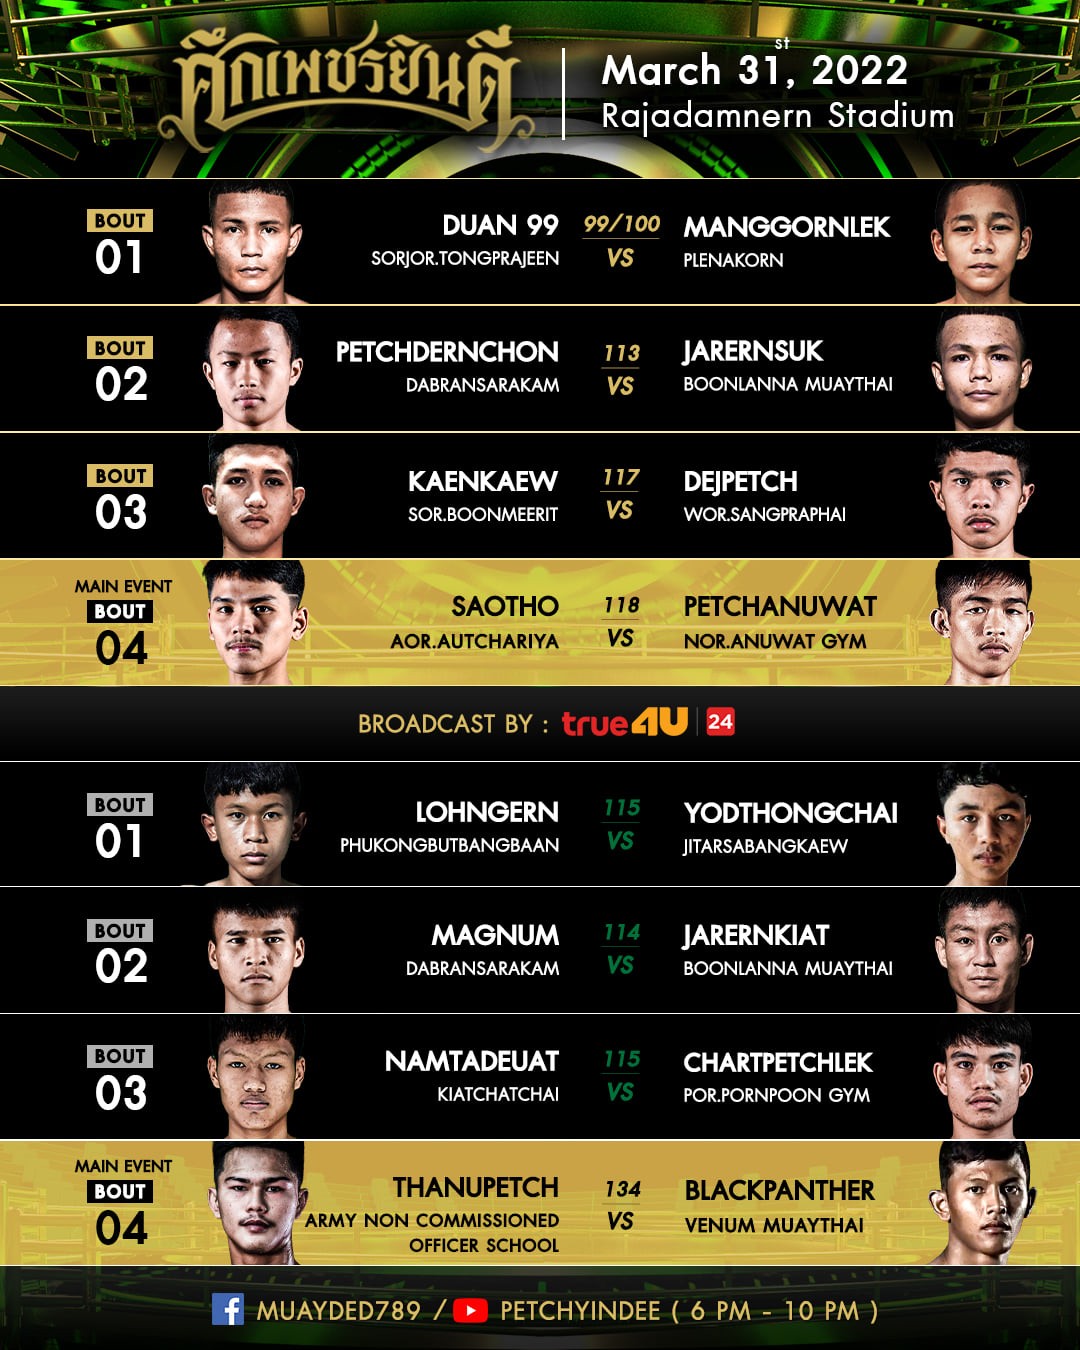 ศึกเพชรยินดี
March 31st, 2022
Rajadamnern Stadium
BOUT
01
DUAN 99
SORJOR.TONGPRAJEEN
99/100
VS
MANGGORNLEK
PLENAKORN
BOUT
02
PETCHDERNCHON
DABRANSARAKAM
113
VS
JARERNSUK
BOONLANNA MUAYTHAI
BOUT
03
KAENKAEW
SOR.BOONMEERIT
117
VS
DEJPETCH
WOR.SANGPRAPHAI
MAIN EVENT
BOUT
04
SAOTHO
AOR.AUTCHARIYA
118
VS
PETCHANUWAT
NOR.ANUWAT GYM
BROADCAST BY : true4U 24
BOUT
01
LOHNGERN
PHUKONGBUTBANGBAAN
115
VS
YODTHONGCHAI
JITARSABANGKAEW
BOUT
02
MAGNUM
DABRANSARAKAM
114
VS
JARERNKIAT
BOONLANNA MUAYTHAI
BOUT
03
NAMTADEUAT
KIATCHATCHAI
115
VS
CHARTPETCHLEK
POR.PORNPOON GYM
MAIN EVENT
BOUT
04
THANUPETCH
ARMY NON COMMISSIONED
OFFICER SCHOOL
134
VS
BLACKPANTHER
VENUM MUAYTHAI
f MUAYDED789 / PETCHYINDEE ( 6 PM - 10 PM )